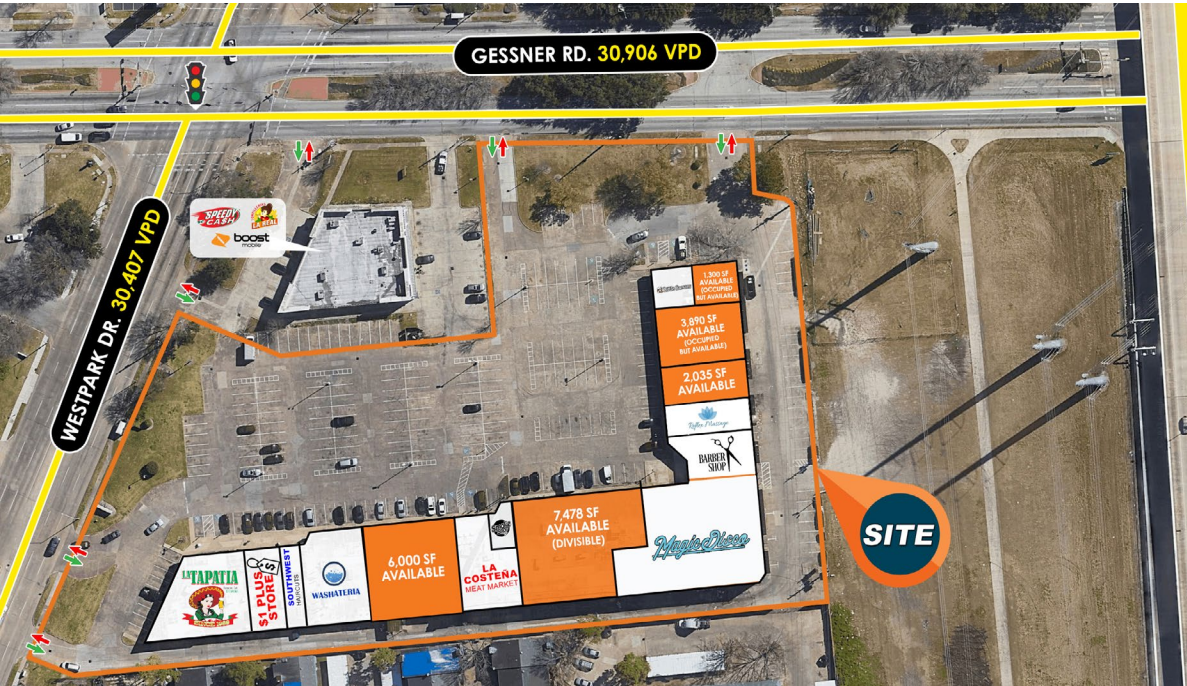 GESSNER RD. 30,906 VPD
WESTPARK DR. 30,407 VPD
SPEEDY
CASH
LA REAL
boost
mobile
1,300 SF
AVAILABLE
(OCCUPIED
BUT AVAILABLE)
3,890 SF
AVAILABLE
(OCCUPIED
BUT AVAILABLE)
2,035 SF
AVAILABLE
Massage
BARBER
SHOP
Magic Disco
7,478 SF
AVAILABLE
(DIVISIBLE)
LA
COSTEÑA
MEAT MARKET
6,000 SF
AVAILABLE
WASHATERIA
SOUTHWEST
HAIRCUTS
$1 PLUS
STORE
$
LA TAPATIA
SITE